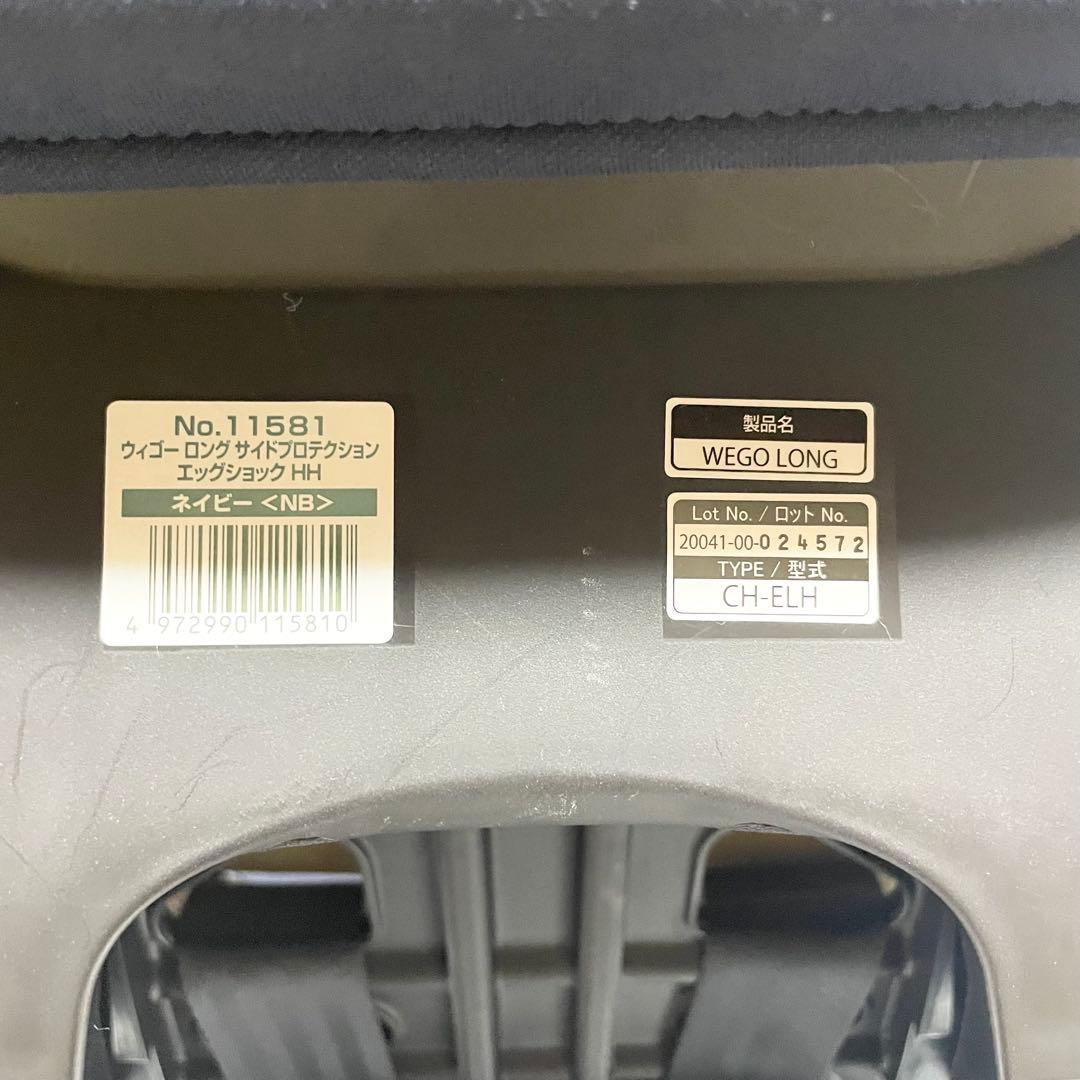 No.11581
ウィゴー ロング サイドプロテクション
エッグショック HH
ネイビー <NB>
4 972990 115810
製品名
WEGO LONG
Lot No. / ロット No.
20041-00-024572
TYPE / 型式
CH-ELH